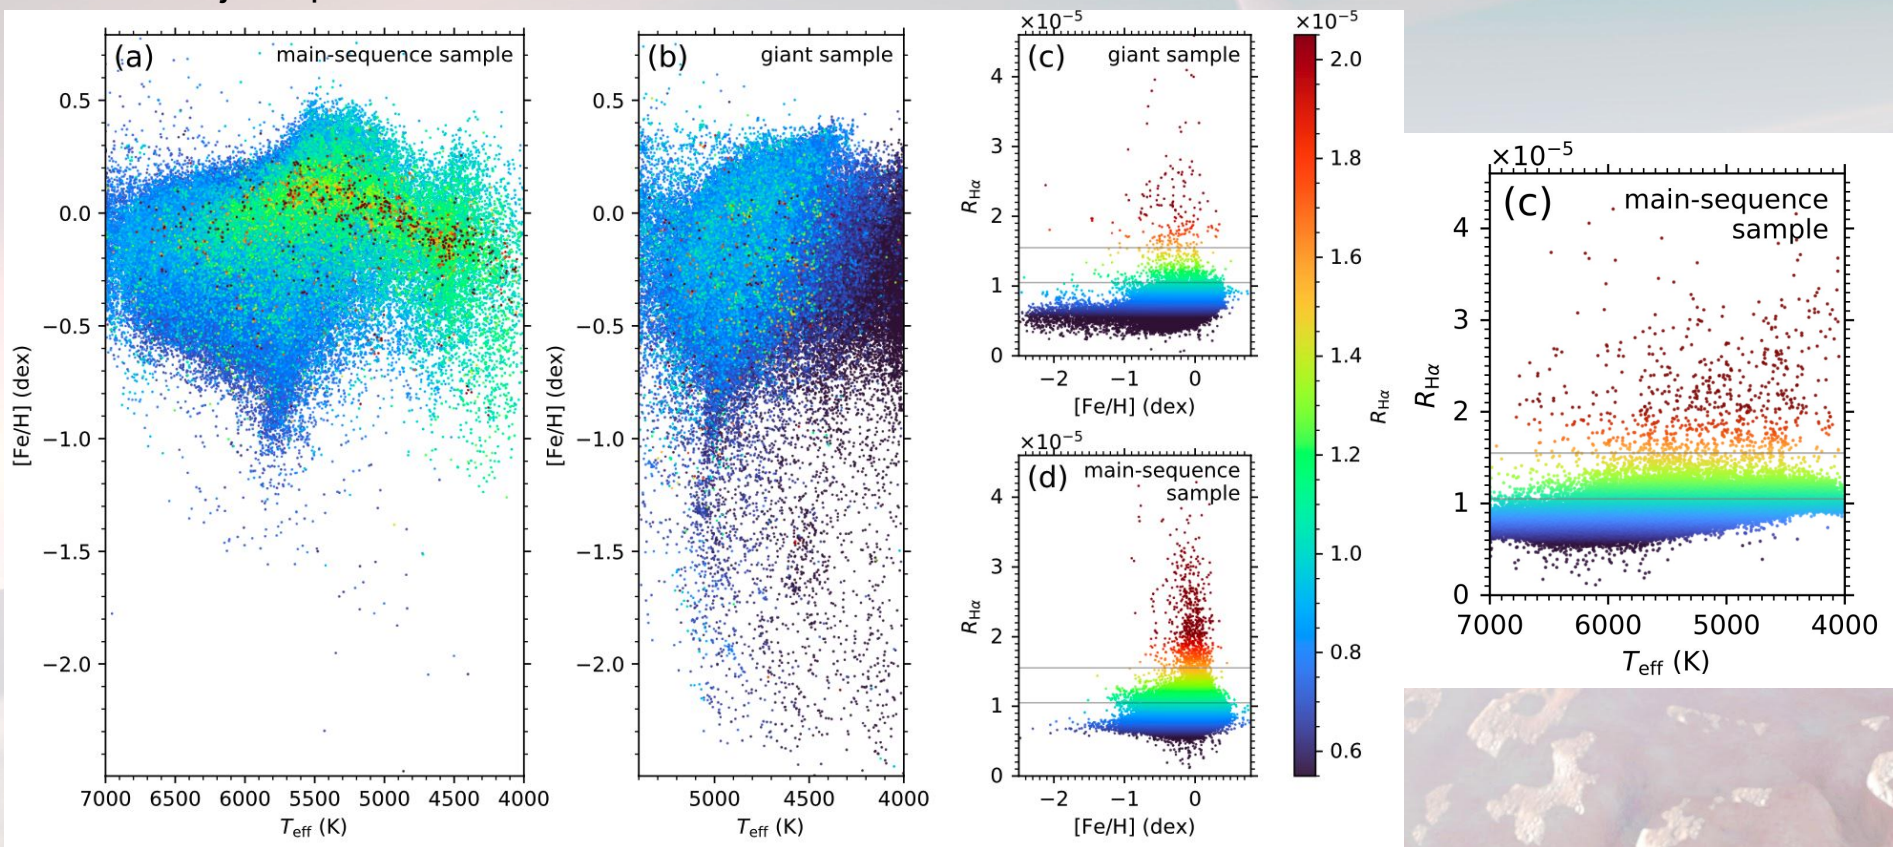 (a) main-sequence sample
0.5
0.0
−0.5
−1.0
−1.5
−2.0
[Fe/H] (dex)
7000 6500 6000 5500 5000 4500 4000
Teff (K)
(b) giant sample
0.5
0.0
−0.5
−1.0
−1.5
−2.0
[Fe/H] (dex)
5000 4500 4000
Teff (K)
×10−5
(c) giant sample
4
3
2
1
0
RHα
−2 −1 0
[Fe/H] (dex)
×10−5
(d) main-sequence
sample
4
3
2
1
0
RHα
−2 −1 0
[Fe/H] (dex)
×10−5
2.0
1.8
1.6
1.4
1.2
1.0
0.8
0.6
RHα
×10−5
(c) main-sequence
sample
4
3
2
1
0
RHα
7000 6000 5000 4000
Teff (K)